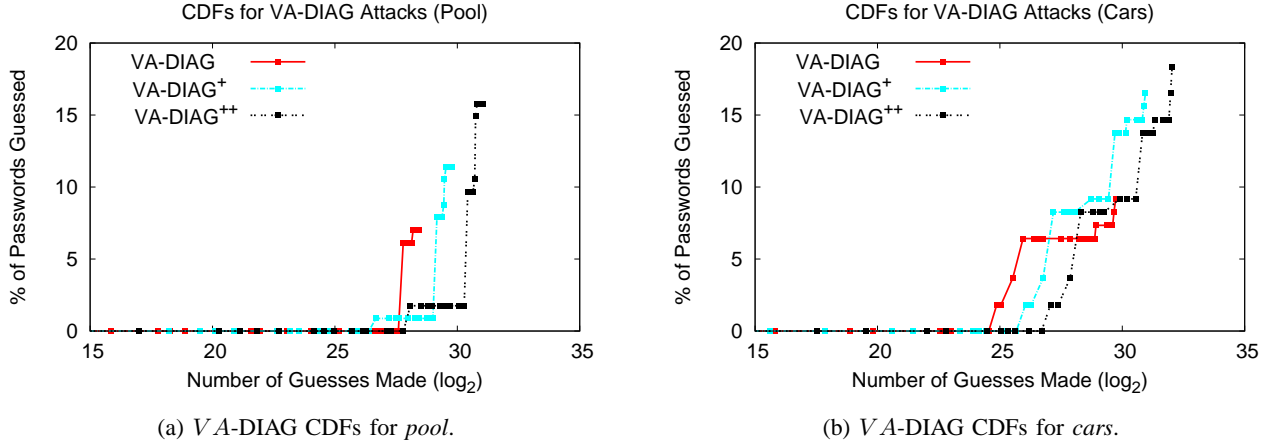 CDFs for VA-DIAG Attacks (Pool)
% of Passwords Guessed
20
15
10
5
0
VA-DIAG
VA-DIAG+
VA-DIAG++
15 20 25 30 35
Number of Guesses Made (log2)
(a) VA-DIAG CDFs for pool.
CDFs for VA-DIAG Attacks (Cars)
% of Passwords Guessed
20
15
10
5
0
VA-DIAG
VA-DIAG+
VA-DIAG++
15 20 25 30 35
Number of Guesses Made (log2)
(b) VA-DIAG CDFs for cars.